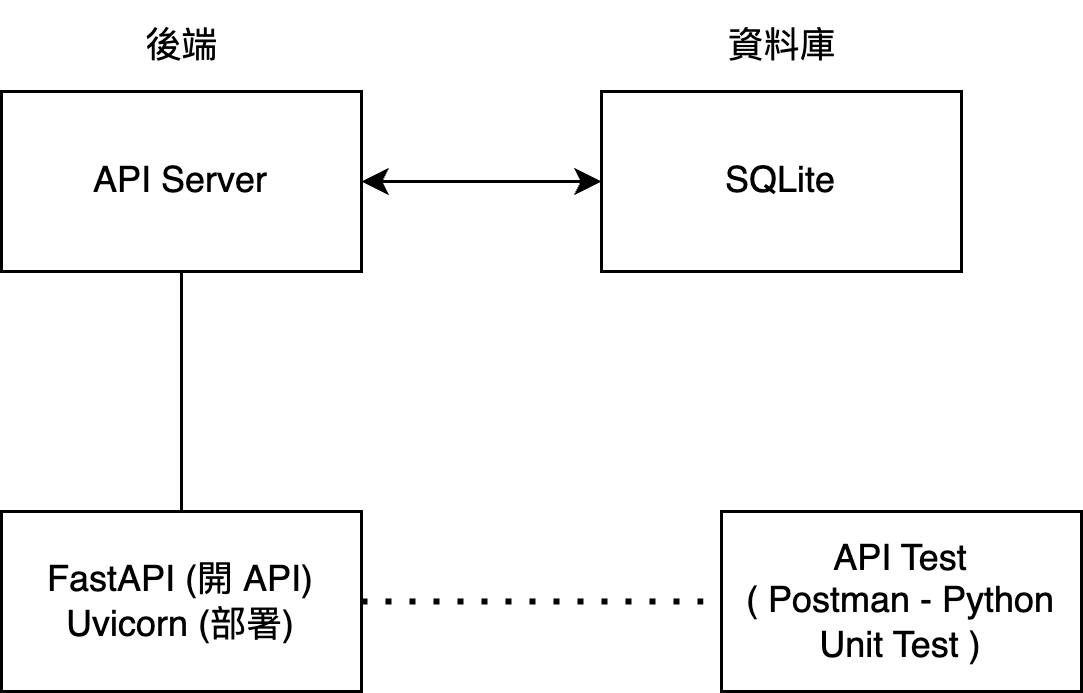 後端
資料庫
API Server
SQLite
FastAPI (開 API)
Uvicorn (部署)
API Test
( Postman - Python
Unit Test )